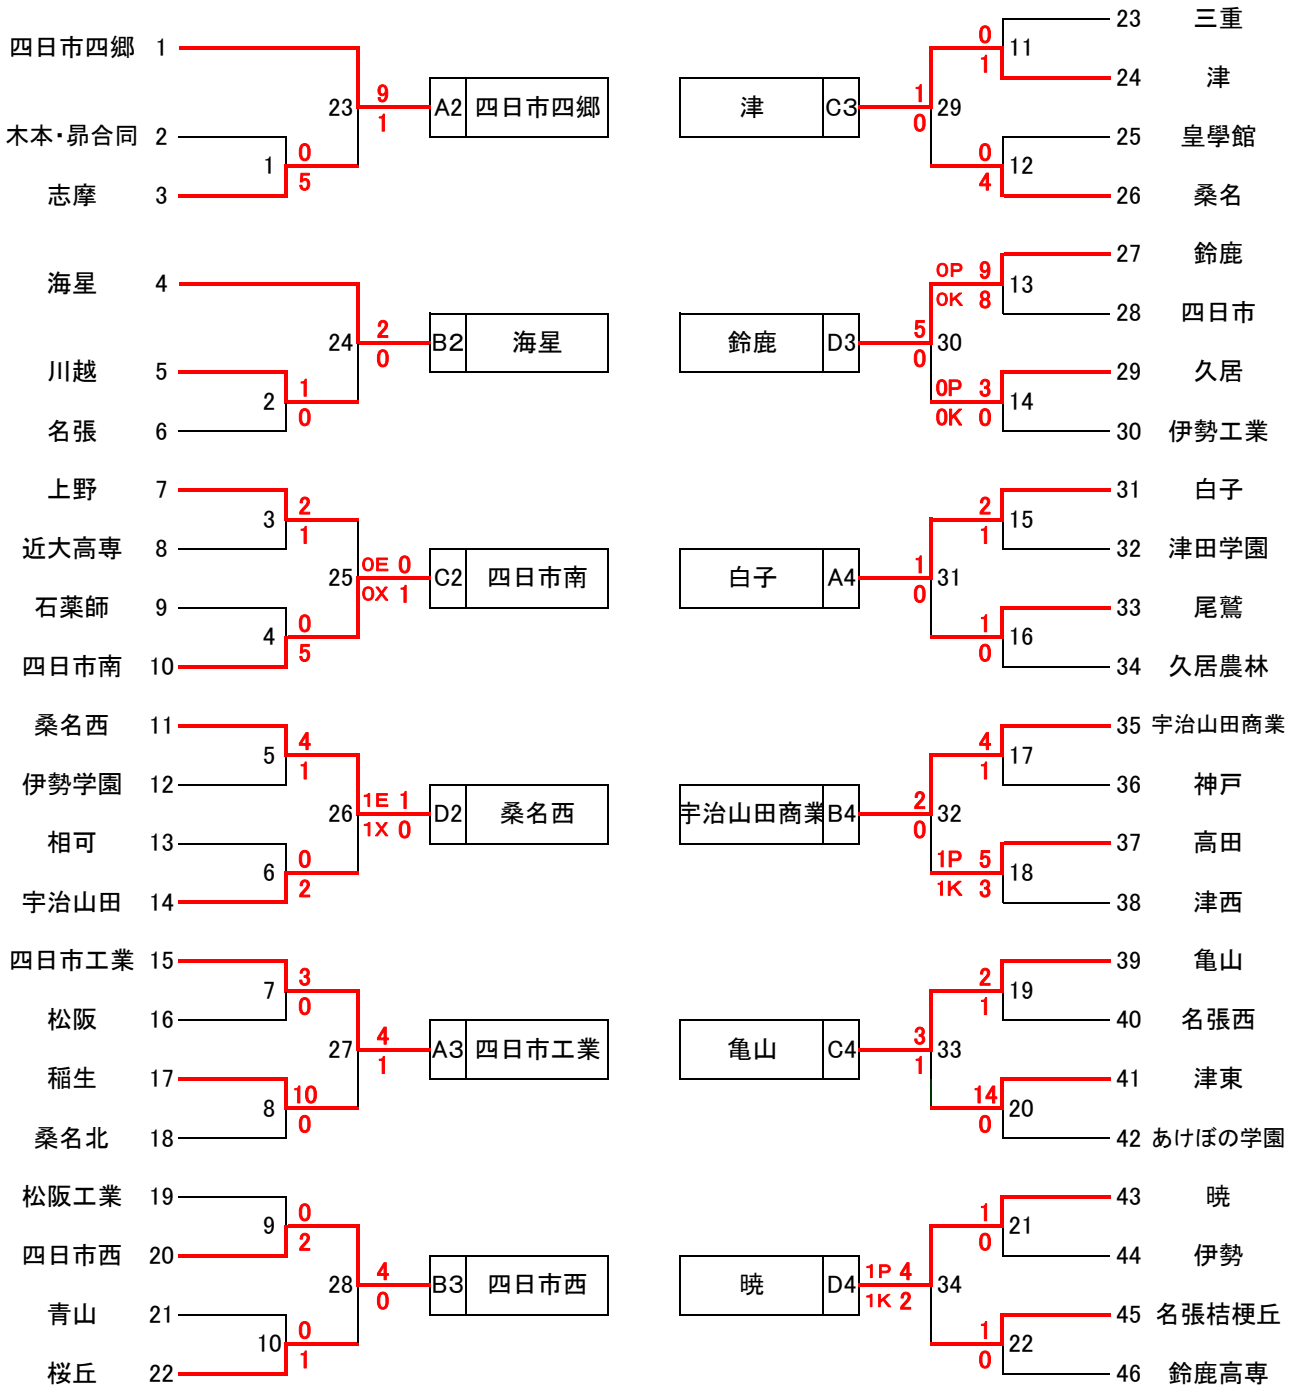 四日市四郷 1
23
9
1
A2 四日市四郷
木本・昴合同 2
1
0
5
志摩 3
海星 4
24
2
0
B2 海星
川越 5
2
1
0
名張 6
上野 7
3
2
1
近大高専 8
25
0E 0
0X 1
C2 四日市南
石薬師 9
4
0
5
四日市南 10
桑名西 11
5
4
1
伊勢学園 12
26
1E 1
1X 0
D2 桑名西
相可 13
6
0
2
宇治山田 14
四日市工業 15
7
3
0
松阪 16
27
4
1
A3 四日市工業
稲生 17
8
10
0
桑名北 18
松阪工業 19
9
0
2
四日市西 20
28
4
0
B3 四日市西
青山 21
10
0
1
桜丘 22
23 三重
0
1
11
24 津
津 C3
1
0
29
25 皇學館
0
4
12
26 桑名
27 鈴鹿
0P 9
0K 8
13
28 四日市
鈴鹿 D3
5
0
30
29 久居
0P 3
0K 0
14
30 伊勢工業
31 白子
2
1
15
32 津田学園
白子 A4
1
0
31
33 尾鷲
1
0
16
34 久居農林
35 宇治山田商業
4
1
17
36 神戸
宇治山田商業 B4
2
0
32
37 高田
1P 5
1K 3
18
38 津西
39 亀山
2
1
19
40 名張西
亀山 C4
3
1
33
41 津東
14
0
20
42 あけぼの学園
43 暁
1
0
21
44 伊勢
暁 D4
1P 4
1K 2
34
45 名張桔梗丘
1
0
22
46 鈴鹿高専